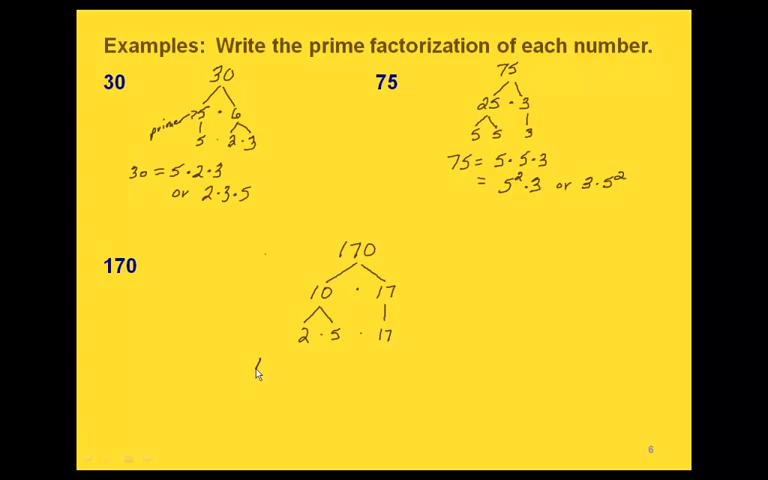 Examples: Write the prime factorization of each number.
30
30
prime → 5 · 6
5 · 2 · 3
30 = 5 · 2 · 3
or 2 · 3 · 5
75
75
25 · 3
5 5 3
75 = 5 · 5 · 3
= 5² · 3 or 3 · 5²
170
170
10 · 17
2 · 5 · 17
6